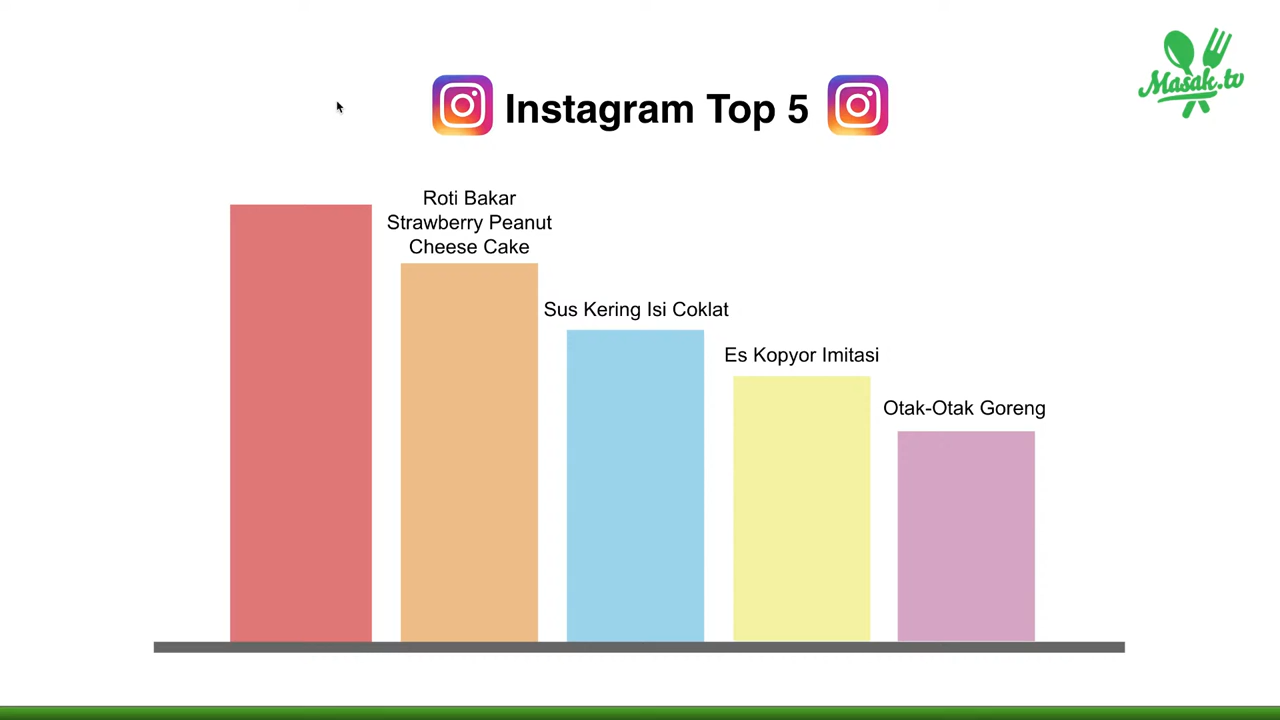 Masak.tv
Instagram Top 5
Roti Bakar
Strawberry Peanut
Cheese Cake
Sus Kering Isi Coklat
Es Kopyor Imitasi
Otak-Otak Goreng